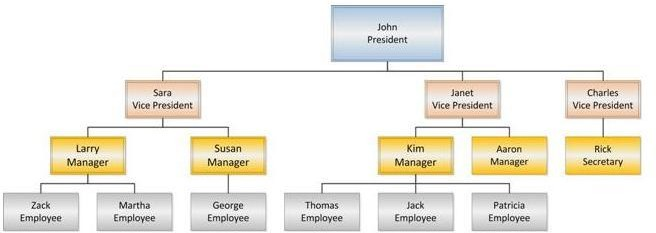 John
President
Sara
Vice President
Janet
Vice President
Charles
Vice President
Larry
Manager
Susan
Manager
Kim
Manager
Aaron
Manager
Rick
Secretary
Zack
Employee
Martha
Employee
George
Employee
Thomas
Employee
Jack
Employee
Patricia
Employee